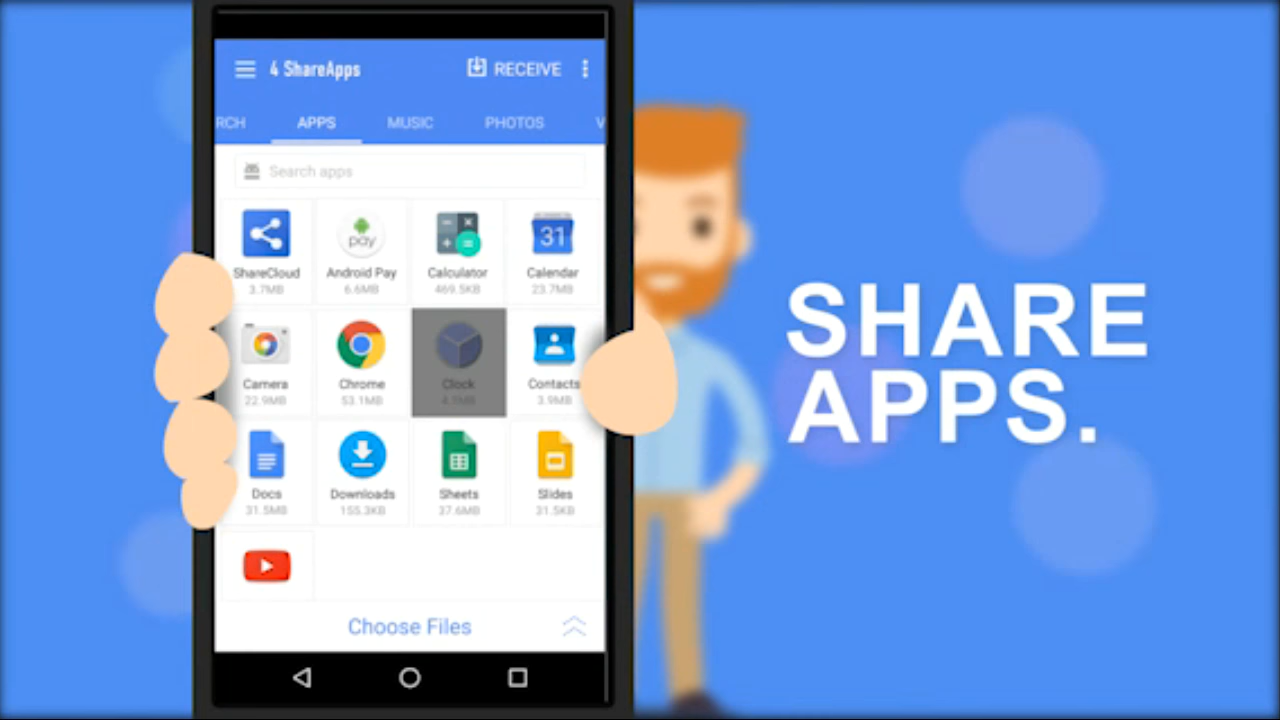 4 ShareApps
RECEIVE
RCH
APPS
MUSIC
PHOTOS
V
Search apps
ShareCloud
Android Pay
Calculator
Calendar
3.7MB
6.6MB
469.5KB
23.7MB
pay
31
Camera
Chrome
Clock
Contacts
22.9MB
53.1MB
3.9MB
Docs
Downloads
Sheets
Slides
31.5MB
155.3KB
37.6MB
31.5KB
Choose Files
SHARE
APPS.